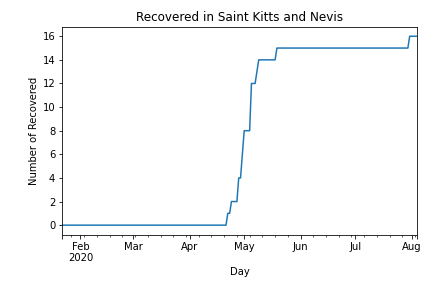 Recovered in Saint Kitts and Nevis
Number of Recovered
16
14
12
10
8
6
4
2
0
Feb Mar Apr May Jun Jul Aug
2020
Day